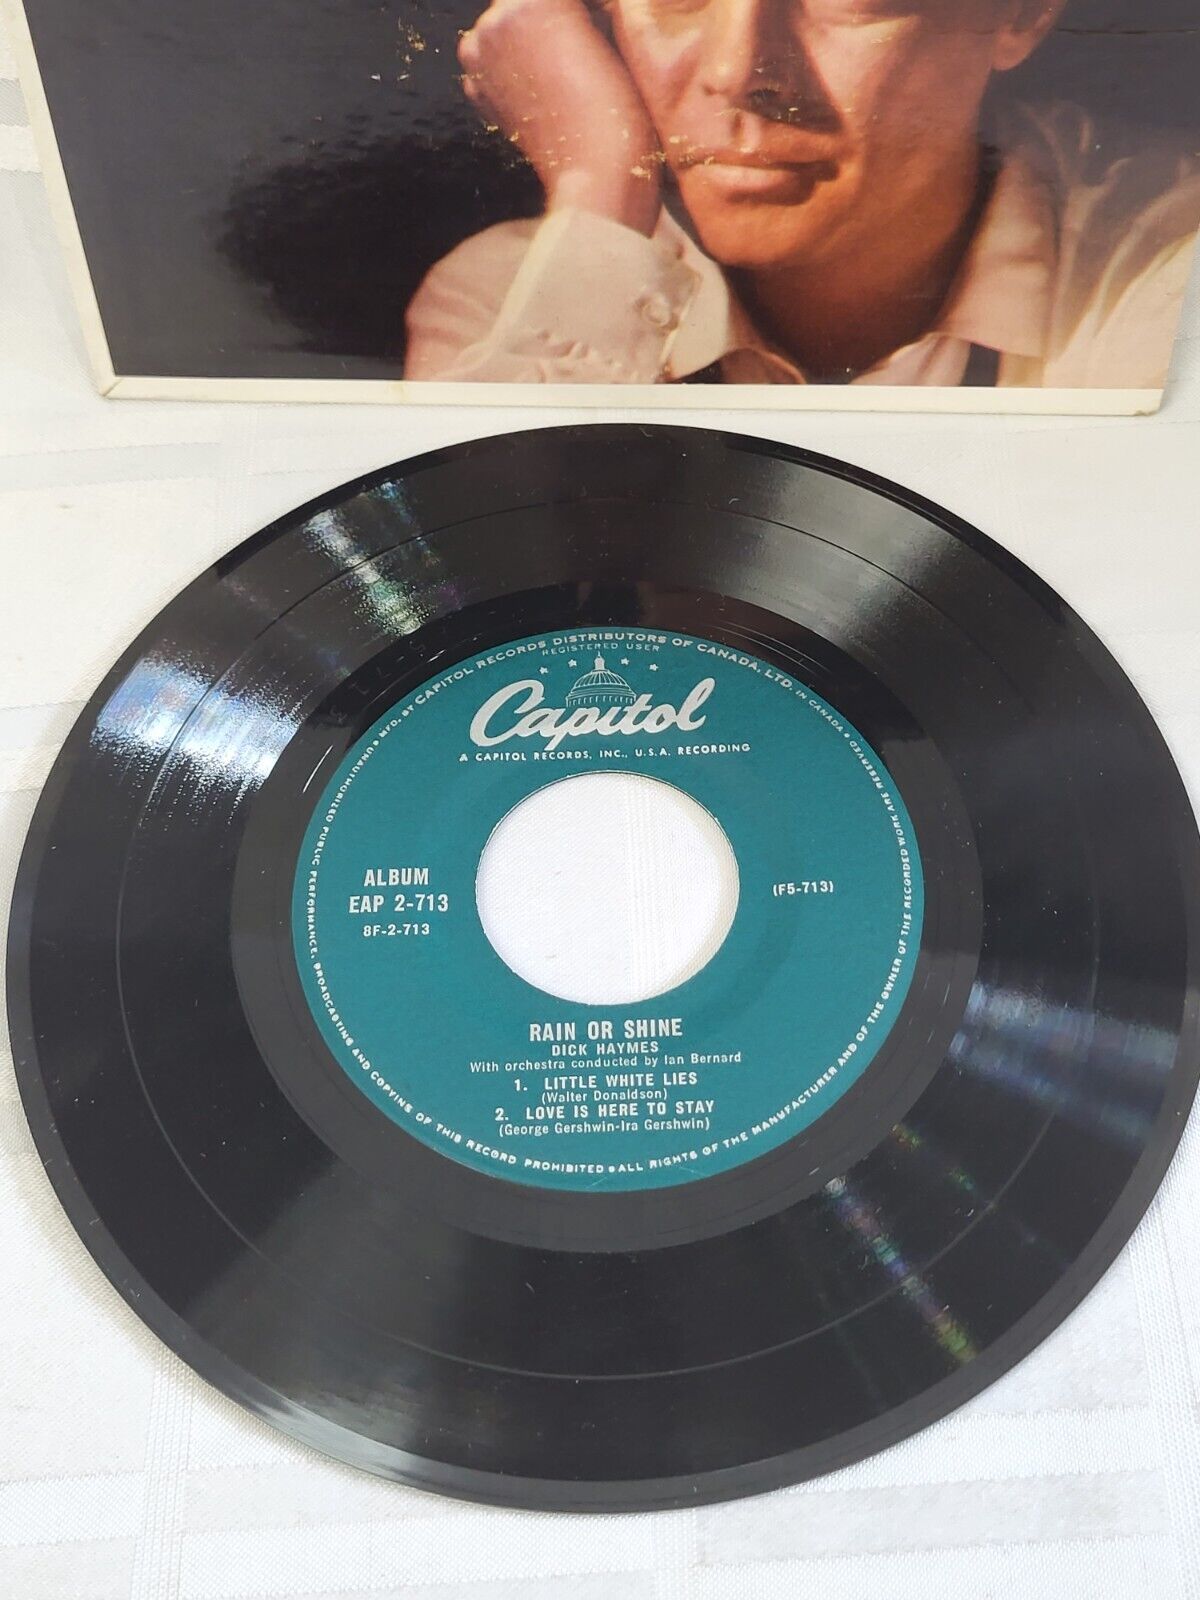 MFD. BY CAPITOL RECORDS DISTRIBUTORS OF CANADA, LTD. IN CANADA •
REGISTERED USER
Capitol
A CAPITOL RECORDS, INC., U.S.A. RECORDING
ALBUM
EAP 2-713
8F-2-713
(F5-713)
RAIN OR SHINE
DICK HAYMES
With orchestra conducted by Ian Bernard
1. LITTLE WHITE LIES
(Walter Donaldson)
2. LOVE IS HERE TO STAY
(George Gershwin-Ira Gershwin)
UNAUTHORIZED PUBLIC PERFORMANCE, BROADCASTING AND COPYING OF THIS RECORD PROHIBITED • ALL RIGHTS OF THE MANUFACTURER AND OF THE OWNER OF THE RECORDED WORK ARE RESERVED